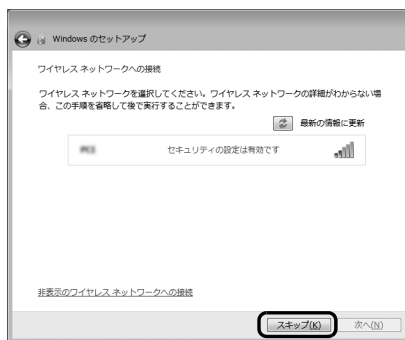 Windows のセットアップ
ワイヤレス ネットワークへの接続
ワイヤレス ネットワークを選択してください。ワイヤレス ネットワークの詳細がわからない場
合、この手順を省略して後で実行することができます。
最新の情報に更新
セキュリティの設定は有効です
非表示のワイヤレス ネットワークへの接続
スキップ(K) 次へ(N)